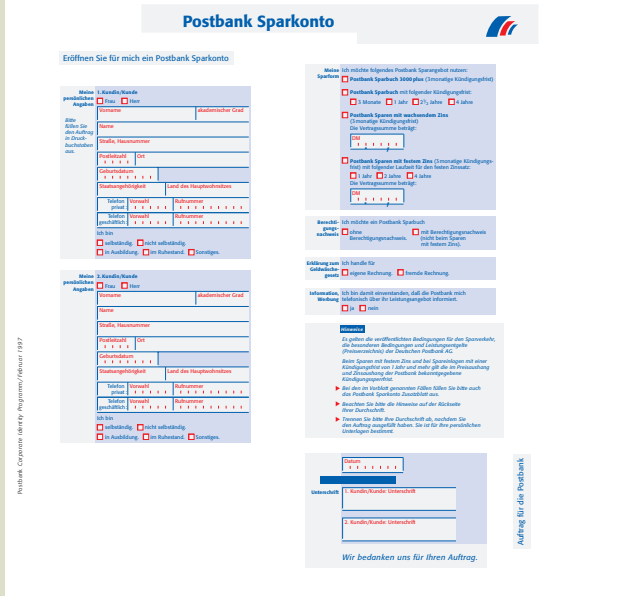 Postbank Sparkonto
Eröffnen Sie für mich ein Postbank Sparkonto
Meine
persönlichen
Angaben
1. Kundin/Kunde
Frau Herr
Bitte
füllen Sie
den Auftrag
in Druck-
buchstaben
aus.
Vorname akademischer Grad
Name
Straße, Hausnummer
Postleitzahl Ort
Geburtsdatum
Staatsangehörigkeit Land des Hauptwohnsitzes
Telefon
privat: Vorwahl Rufnummer
Telefon
geschäftlich: Vorwahl Rufnummer
Ich bin
selbständig. nicht selbständig.
in Ausbildung. im Ruhestand. Sonstiges.
Meine
persönlichen
Angaben
2. Kundin/Kunde
Frau Herr
Vorname akademischer Grad
Name
Straße, Hausnummer
Postleitzahl Ort
Geburtsdatum
Staatsangehörigkeit Land des Hauptwohnsitzes
Telefon
privat: Vorwahl Rufnummer
Telefon
geschäftlich: Vorwahl Rufnummer
Ich bin
selbständig. nicht selbständig.
in Ausbildung. im Ruhestand. Sonstiges.
Meine
Sparform
Ich möchte folgendes Postbank Sparangebot nutzen:
Postbank Sparbuch 3000 plus (3monatige Kündigungsfrist)
Postbank Sparbuch mit folgender Kündigungsfrist:
3 Monate 1 Jahr 2½ Jahre 4 Jahre
Postbank Sparen mit wachsendem Zins
(3monatige Kündigungsfrist)
Die Vertragssumme beträgt:
DM
Postbank Sparen mit festem Zins (3monatige Kündigungs-
frist) mit folgender Laufzeit für den festen Zinssatz:
1 Jahr 2 Jahre 4 Jahre
Die Vertragssumme beträgt:
DM
Berechti-
gungs-
nachweis
Ich möchte ein Postbank Sparbuch
ohne
Berechtigungsnachweis.
mit Berechtigungsnachweis
(nicht beim Sparen
mit festem Zins).
Erklärung zum
Geldwäsche-
gesetz
Ich handle für
eigene Rechnung. fremde Rechnung.
Information,
Werbung
Ich bin damit einverstanden, daß die Postbank mich
telefonisch über ihr Leistungsangebot informiert.
ja nein
Hinweise
Es gelten die veröffentlichten Bedingungen für den Sparverkehr,
die besonderen Bedingungen und Leistungsentgelte
(Preisverzeichnis) der Deutschen Postbank AG.
Beim Sparen mit festem Zins und bei Spareinlagen mit einer
Kündigungsfrist von 1 Jahr und mehr gilt die im Preisaushang
und Zinsaushang der Postbank bekanntgegebene
Kündigungssperrfrist.
Bei den im Vorblatt genannten Fällen füllen Sie bitte auch
das Postbank Sparkonto Zusatzblatt aus.
Beachten Sie bitte die Hinweise auf der Rückseite
Ihrer Durchschrift.
Trennen Sie bitte Ihre Durchschrift ab, nachdem Sie
den Auftrag ausgefüllt haben. Sie ist für Ihre persönlichen
Unterlagen bestimmt.
Datum
Unterschrift
1. Kundin/Kunde: Unterschrift
2. Kundin/Kunde: Unterschrift
Wir bedanken uns für Ihren Auftrag.
Auftrag für die Postbank
Postbank Corporate Identity Programm/Februar 1997